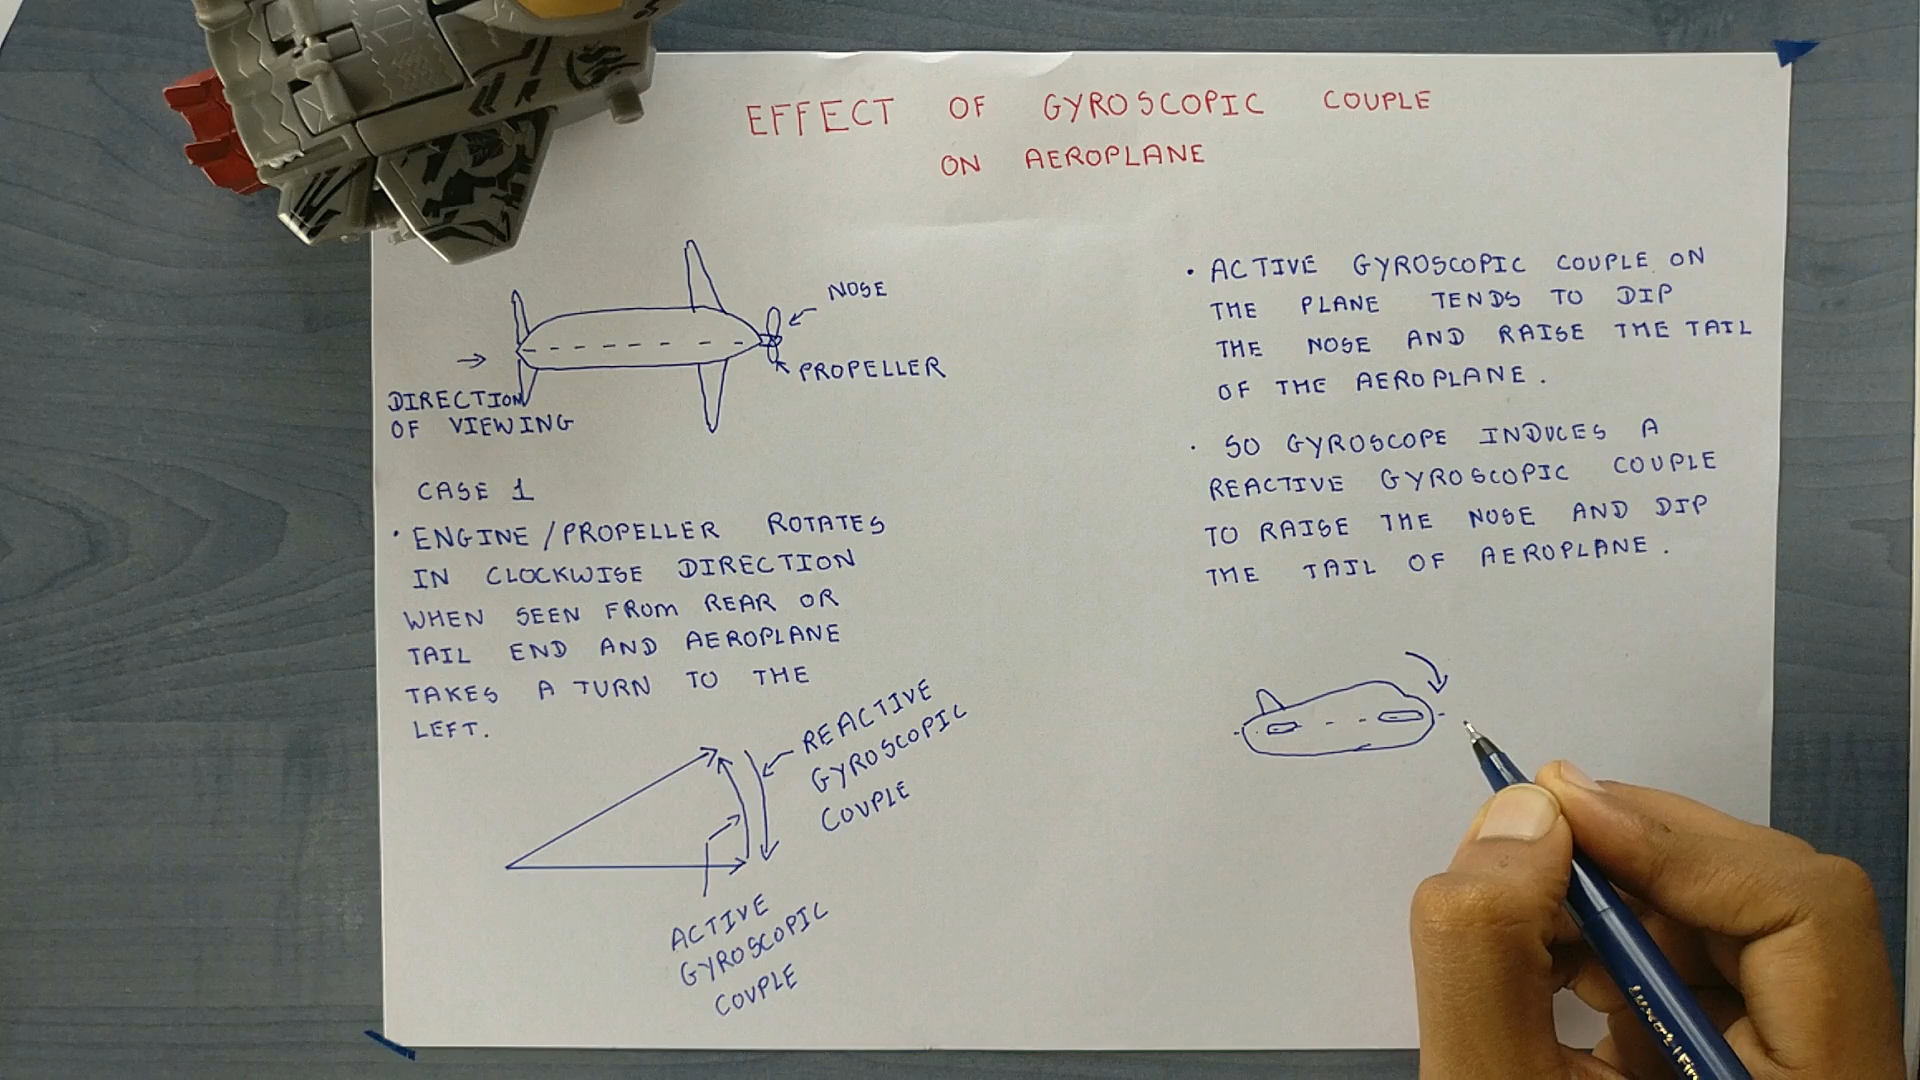 EFFECT OF GYROSCOPIC COUPLE
ON AEROPLANE
NOSE
PROPELLER
DIRECTION
OF VIEWING
CASE 1
• ENGINE/PROPELLER ROTATES
IN CLOCKWISE DIRECTION
WHEN SEEN FROM REAR OR
TAIL END AND AEROPLANE
TAKES A TURN TO THE
LEFT.
REACTIVE
GYROSCOPIC
COUPLE
ACTIVE
GYROSCOPIC
COUPLE
• ACTIVE GYROSCOPIC COUPLE ON
THE PLANE TENDS TO DIP
THE NOSE AND RAISE THE TAIL
OF THE AEROPLANE.
• SO GYROSCOPE INDUCES A
REACTIVE GYROSCOPIC COUPLE
TO RAISE THE NOSE AND DIP
THE TAIL OF AEROPLANE.